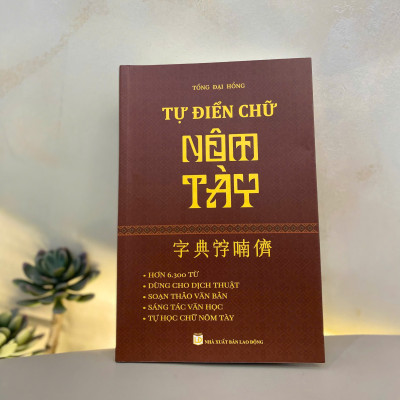 TỐNG ĐẠI HỒNG
TỰ ĐIỂN CHỮ
NÔM
TÀY
字典𡨸喃儕
• HƠN 6.300 TỪ
• DÙNG CHO DỊCH THUẬT
• SOẠN THẢO VĂN BẢN
• SÁNG TÁC VĂN HỌC
• TỰ HỌC CHỮ NÔM TÀY
NHÀ XUẤT BẢN LAO ĐỘNG